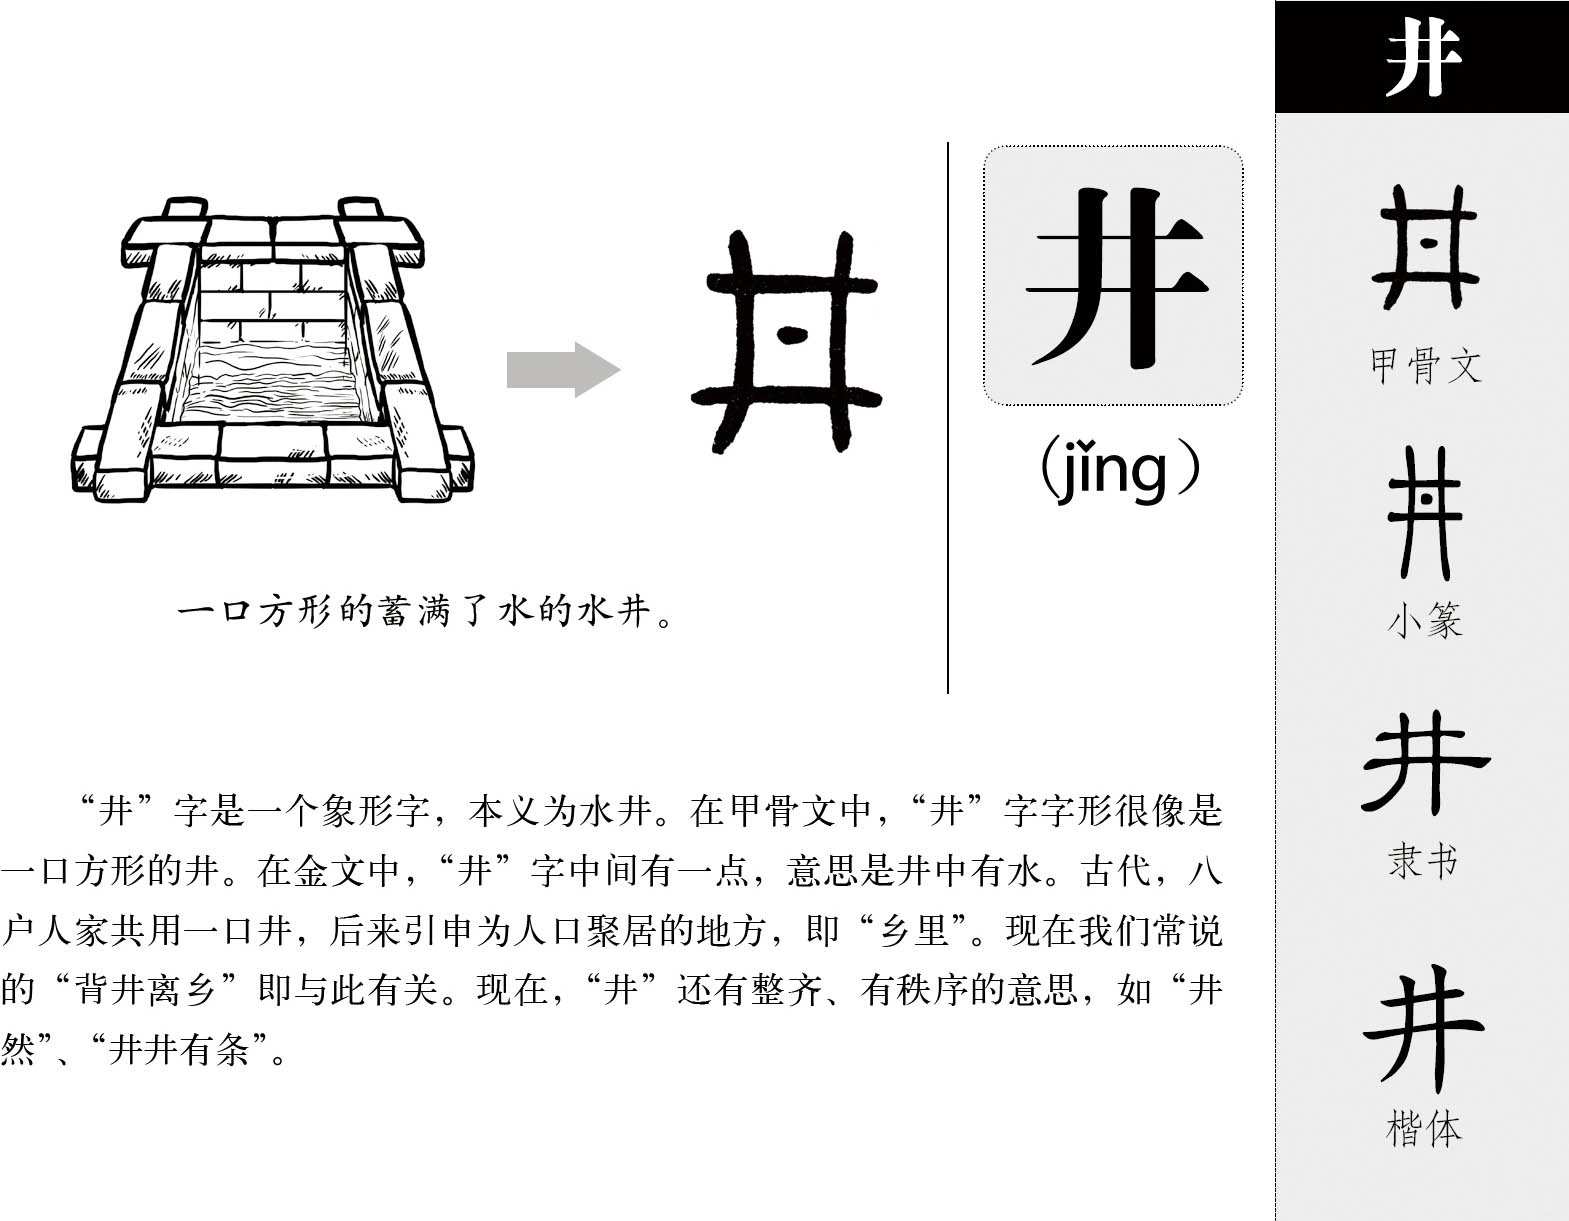 井
井
(jǐng)
一口方形的蓄满了水的水井。
“井”字是一个象形字，本义为水井。在甲骨文中，“井”字字形很像是
一口方形的井。在金文中，“井”字中间有一点，意思是井中有水。古代，八
户人家共用一口井，后来引申为人口聚居的地方，即“乡里”。现在我们常说
的“背井离乡”即与此有关。现在，“井”还有整齐、有秩序的意思，如“井
然”、“井井有条”。
甲骨文
小篆
井
隶书
井
楷体